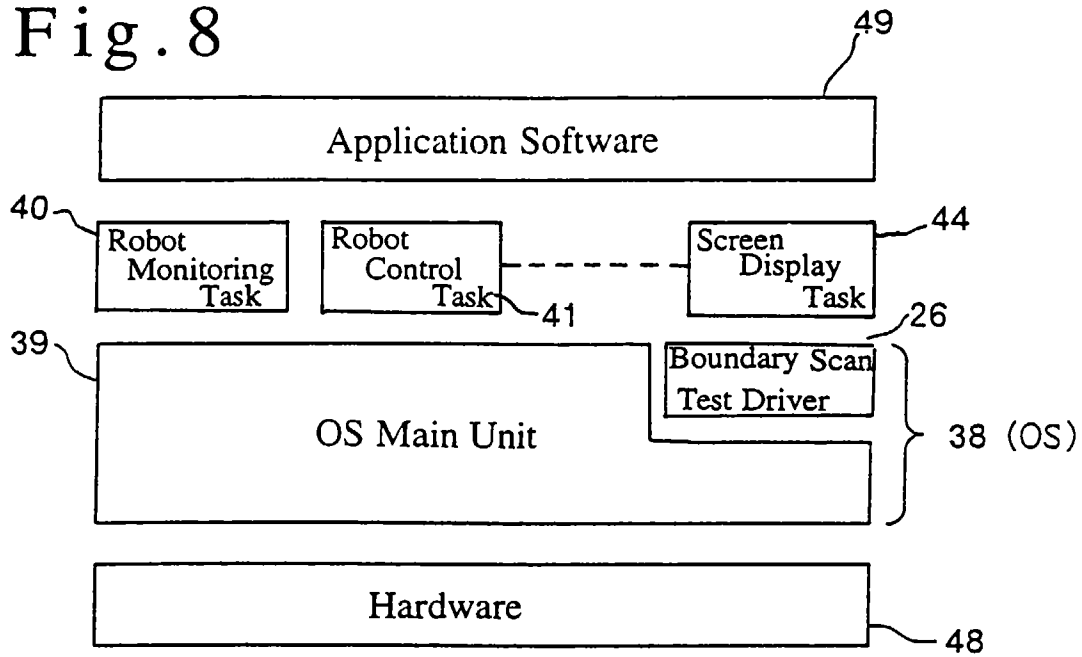 Fig.8
49
Application Software
40
Robot
Monitoring
Task
Robot
Control
Task
41
Screen
Display
Task
44
26
39
Boundary Scan
Test Driver
OS Main Unit
38 (OS)
Hardware
48